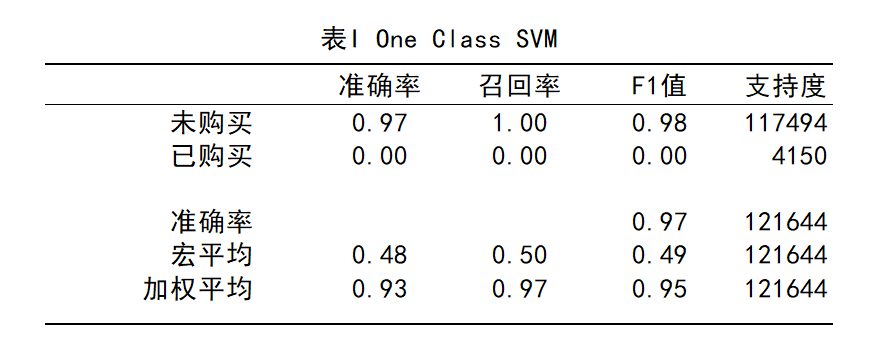 表I One Class SVM
准确率 召回率 F1值 支持度
未购买 0.97 1.00 0.98 117494
已购买 0.00 0.00 0.00 4150
准确率 0.97 121644
宏平均 0.48 0.50 0.49 121644
加权平均 0.93 0.97 0.95 121644